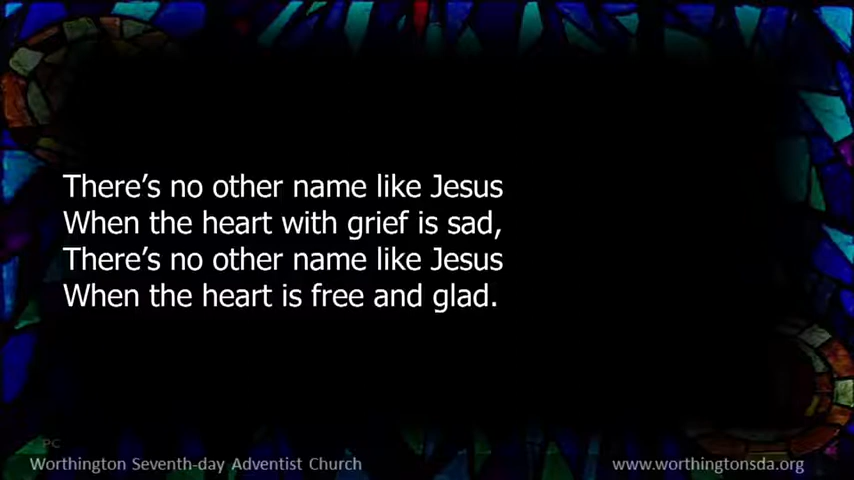 There’s no other name like Jesus
When the heart with grief is sad,
There’s no other name like Jesus
When the heart is free and glad.
PC
Worthington Seventh-day Adventist Church
www.worthingtonsda.org